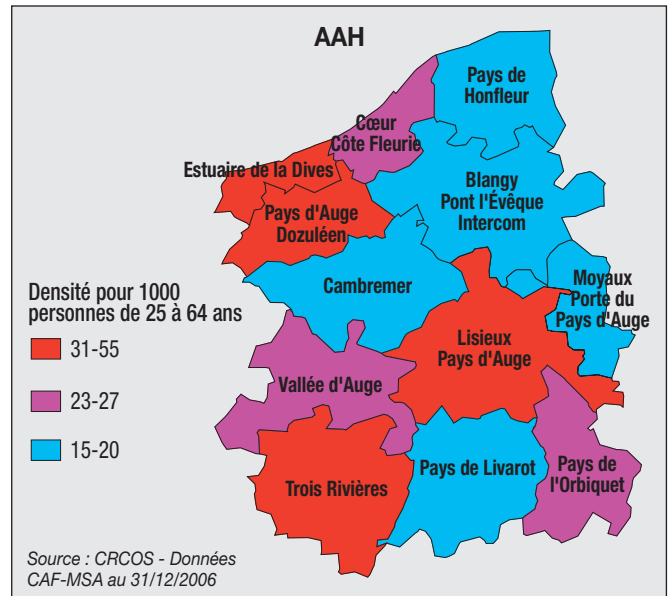 AAH
Pays de
Honfleur
Cœur
Côte Fleurie
Estuaire de la Dives
Blangy
Pont l'Évêque
Intercom
Pays d'Auge
Dozuléen
Cambremer
Moyaux
Porte du
Pays d'Auge
Densité pour 1000
personnes de 25 à 64 ans
31-55
23-27
15-20
Lisieux
Pays d'Auge
Vallée d'Auge
Trois Rivières
Pays de Livarot
Pays de
l'Orbiquet
Source : CRCOS - Données
CAF-MSA au 31/12/2006